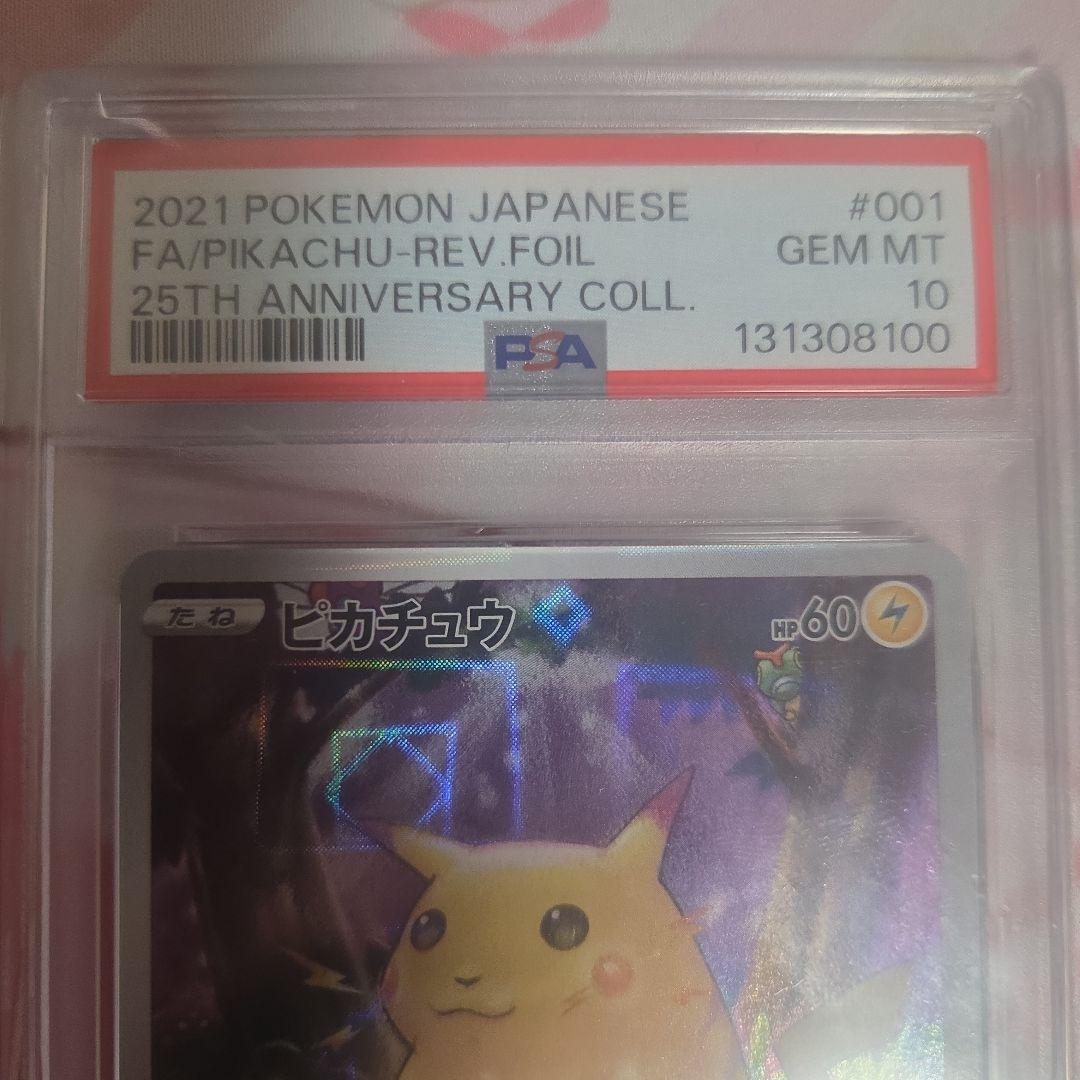 2021 POKEMON JAPANESE #001
FA/PIKACHU-REV.FOIL GEM MT
25TH ANNIVERSARY COLL. 10
PSA 131308100
たね ピカチュウ HP60